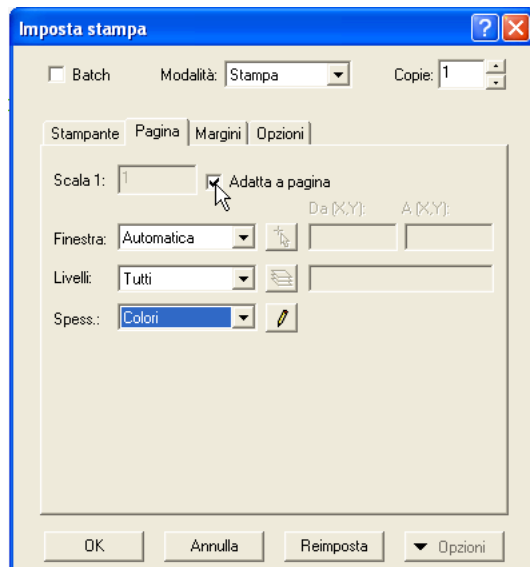 Imposta stampa
Batch Modalità: Stampa Copie: 1
Stampante Pagina Margini Opzioni
Scala 1: 1 Adatta a pagina
Da (X,Y): A (X,Y):
Finestra: Automatica
Livelli: Tutti
Spess.: Colori
OK Annulla Reimposta Opzioni